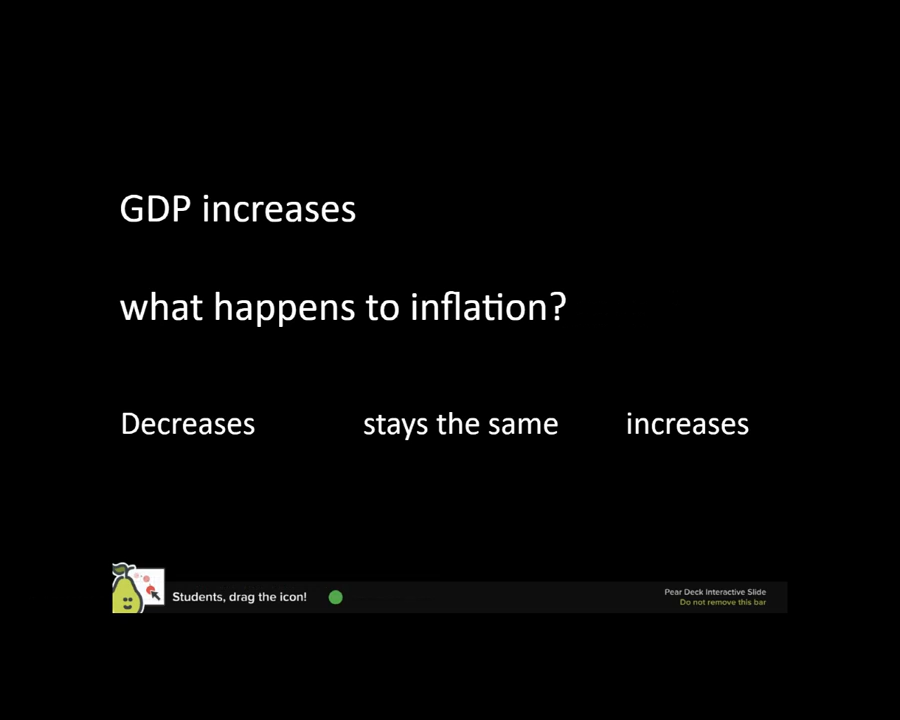 GDP increases
what happens to inflation?
Decreases stays the same increases
Students, drag the icon!
Pear Deck Interactive Slide
Do not remove this bar